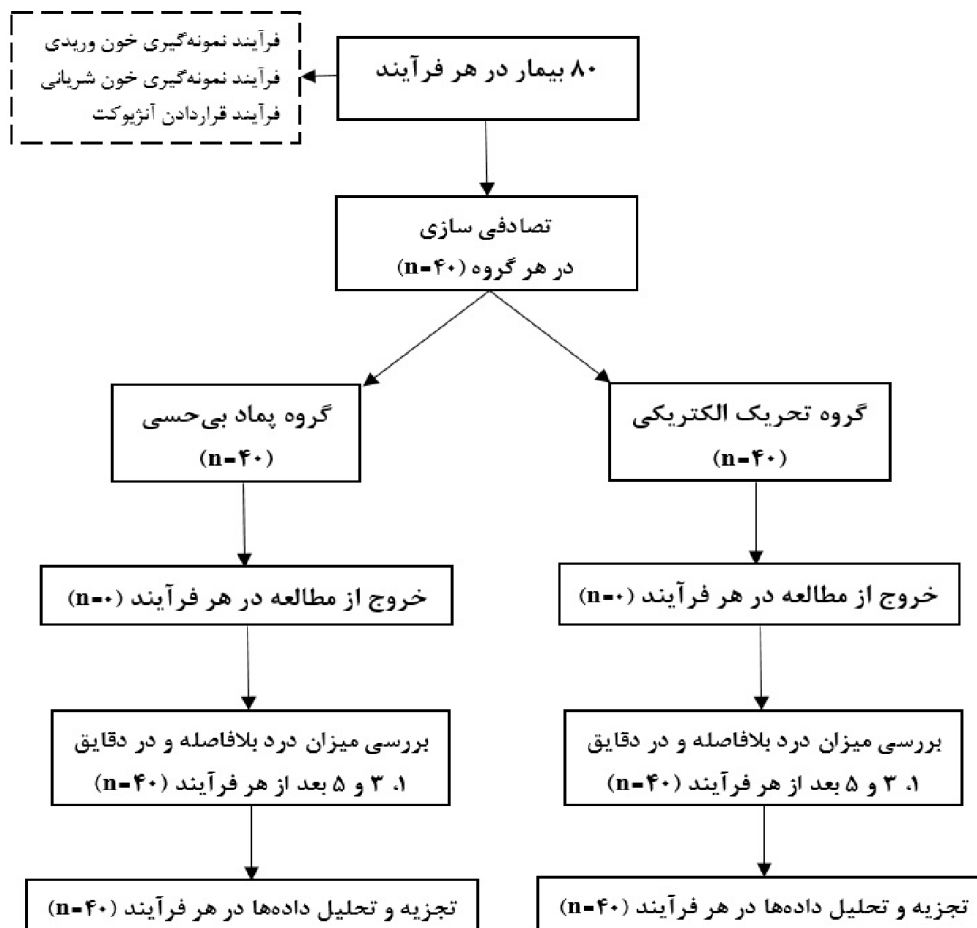 فرآیند نمونه‌گیری خون وریدی
فرآیند نمونه‌گیری خون شریانی
فرآیند قراردادن آنژیوکت
۸۰ بیمار در هر فرآیند
تصادفی سازی
در هر گروه (n=۴۰)
گروه تحریک الکتریکی
(n=۴۰)
گروه پماد بی‌حسی
(n=۴۰)
خروج از مطالعه در هر فرآیند (n=۰)
خروج از مطالعه در هر فرآیند (n=۰)
بررسی میزان درد بلافاصله و در دقایق
۱، ۳ و ۵ بعد از هر فرآیند (n=۴۰)
بررسی میزان درد بلافاصله و در دقایق
۱، ۳ و ۵ بعد از هر فرآیند (n=۴۰)
تجزیه و تحلیل داده‌ها در هر فرآیند (n=۴۰)
تجزیه و تحلیل داده‌ها در هر فرآیند (n=۴۰)